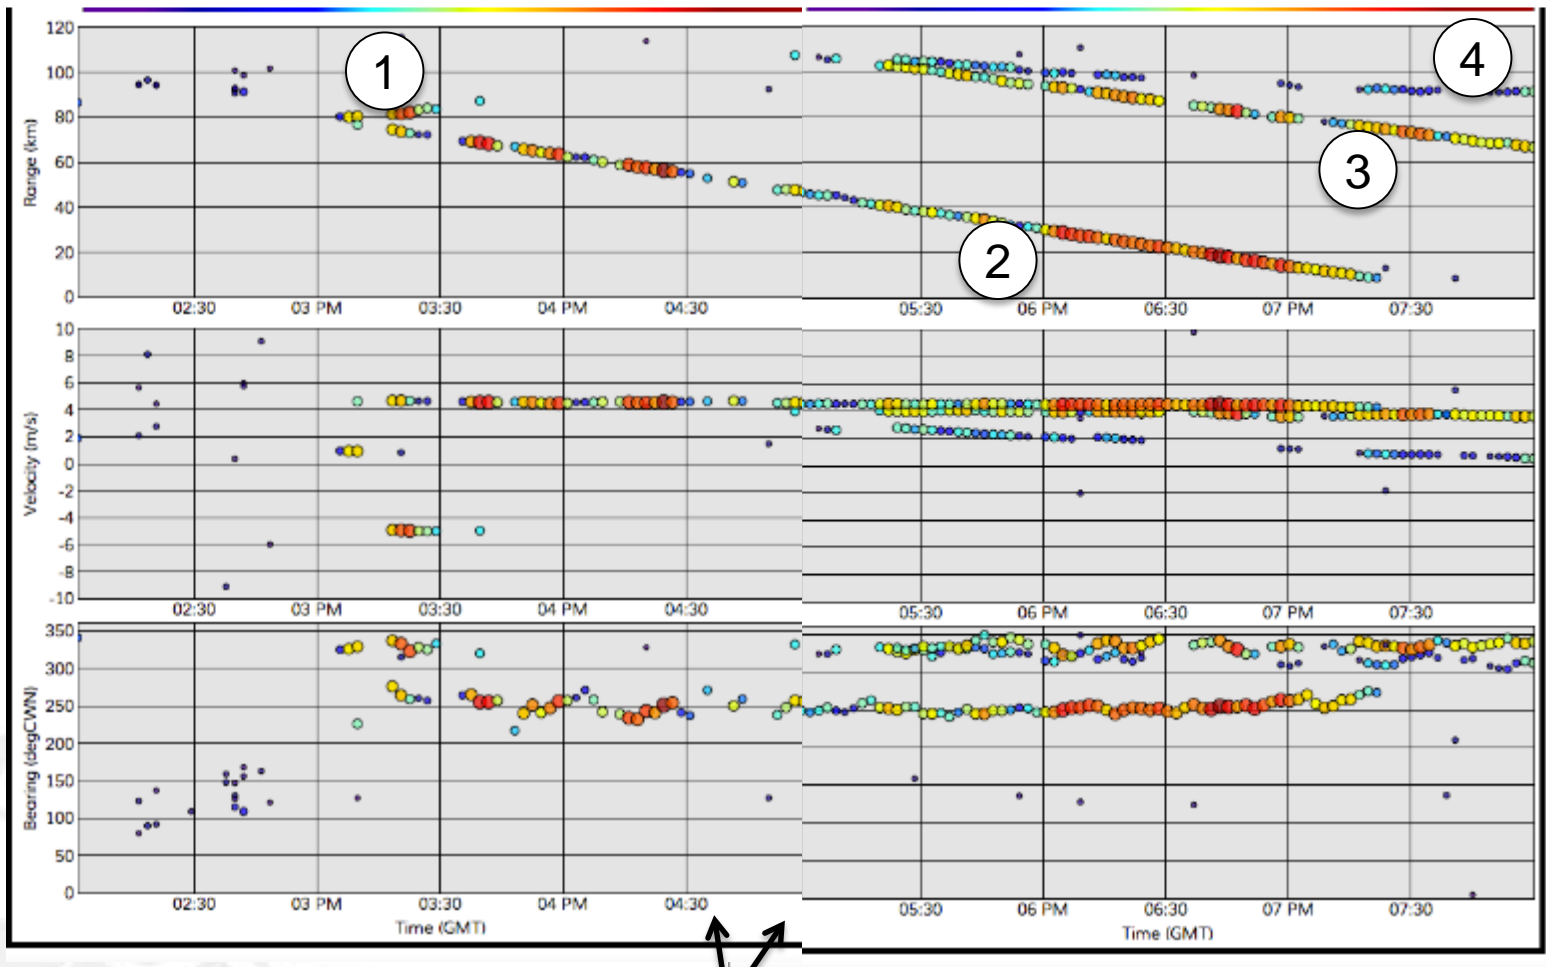 120
100
80
60
40
20
0
Range (km)
1
2
3
4
02:30 03 PM 03:30 04 PM 04:30
05:30 06 PM 06:30 07 PM 07:30
10
8
6
4
2
0
-2
-4
-6
-8
-10
Velocity (m/s)
02:30 03 PM 03:30 04 PM 04:30
05:30 06 PM 06:30 07 PM 07:30
350
300
250
200
150
100
50
0
Bearing (degCWN)
02:30 03 PM 03:30 04 PM 04:30
05:30 06 PM 06:30 07 PM 07:30
Time (GMT)
Time (GMT)